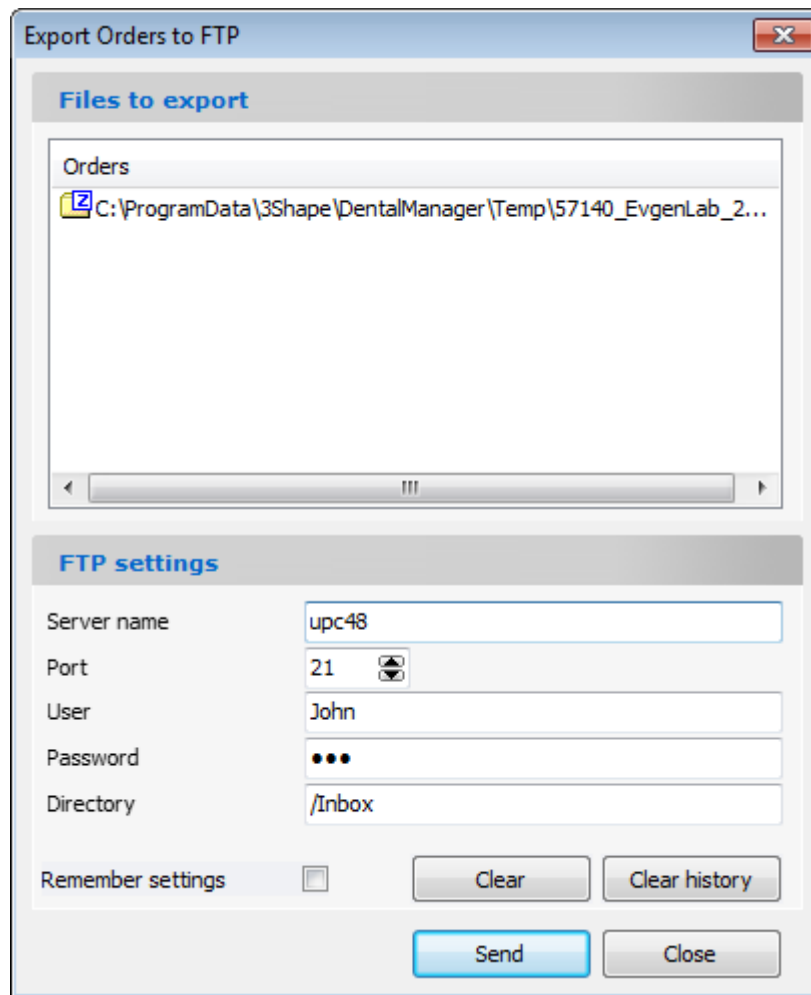 Export Orders to FTP
Files to export
Orders
C:\ProgramData\3Shape\DentalManager\Temp\57140_EvgenLab_2...
FTP settings
Server name upc48
Port 21
User John
Password •••
Directory /Inbox
Remember settings Clear Clear history
Send Close